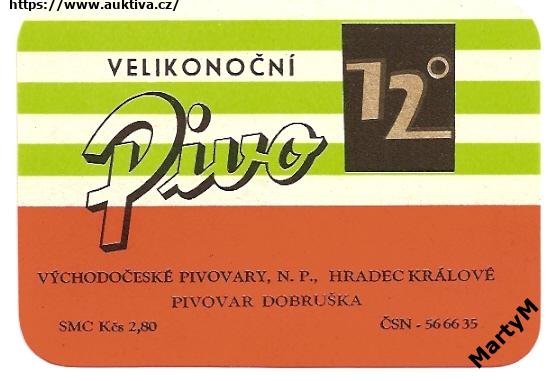 https://www.auktiva.cz/
VELIKONOČNÍ
12°
Pivo
VÝCHODOČESKÉ PIVOVARY, N. P., HRADEC KRÁLOVÉ
PIVOVAR DOBRUŠKA
SMC Kčs 2,80
ČSN - 56 66 35
MartyM